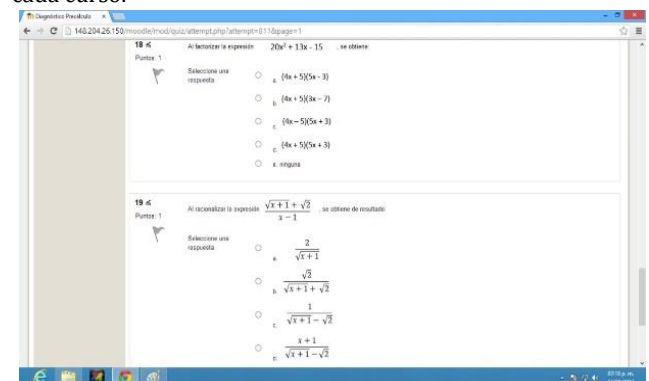 cada curso.
Diagnóstico Precalculo
148.204.26.150/moodle/mod/quiz/attempt.php?attempt=811&page=1
18
Puntos: 1
Al factorizar la expresión 20x² + 13x - 15 , se obtiene:
Seleccione una respuesta
a. (4x + 5)(5x - 3)
b. (4x + 5)(3x – 7)
c. (4x – 5)(5x + 3)
(4x + 5)(5x + 3)
e. ninguna
19
Puntos: 1
Al racionalizar la expresión (√(x + 1) + √2)/(x − 1) , se obtiene de resultado:
Seleccione una respuesta
a. 2/√(x + 1)
b. √2/(√(x + 1) + √2)
c. 1/(√(x + 1) − √2)
(x + 1)/(√(x + 1) − √2)